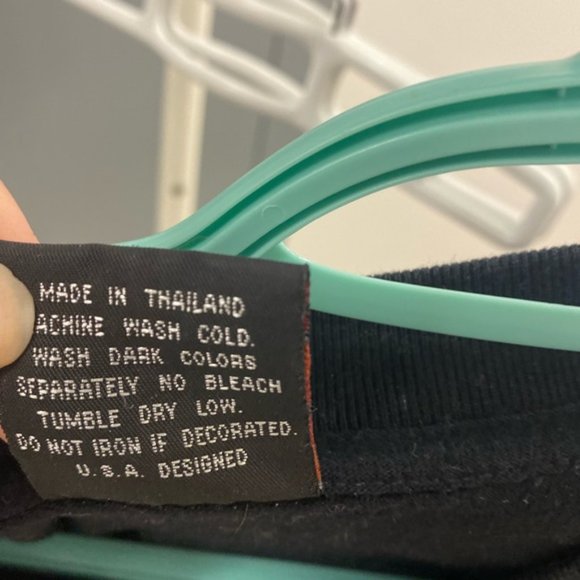 MADE IN THAILAND
ACHINE WASH COLD.
WASH DARK COLORS
SEPARATELY NO BLEACH
TUMBLE DRY LOW.
DO NOT IRON IF DECORATED.
U.S.A. DESIGNED